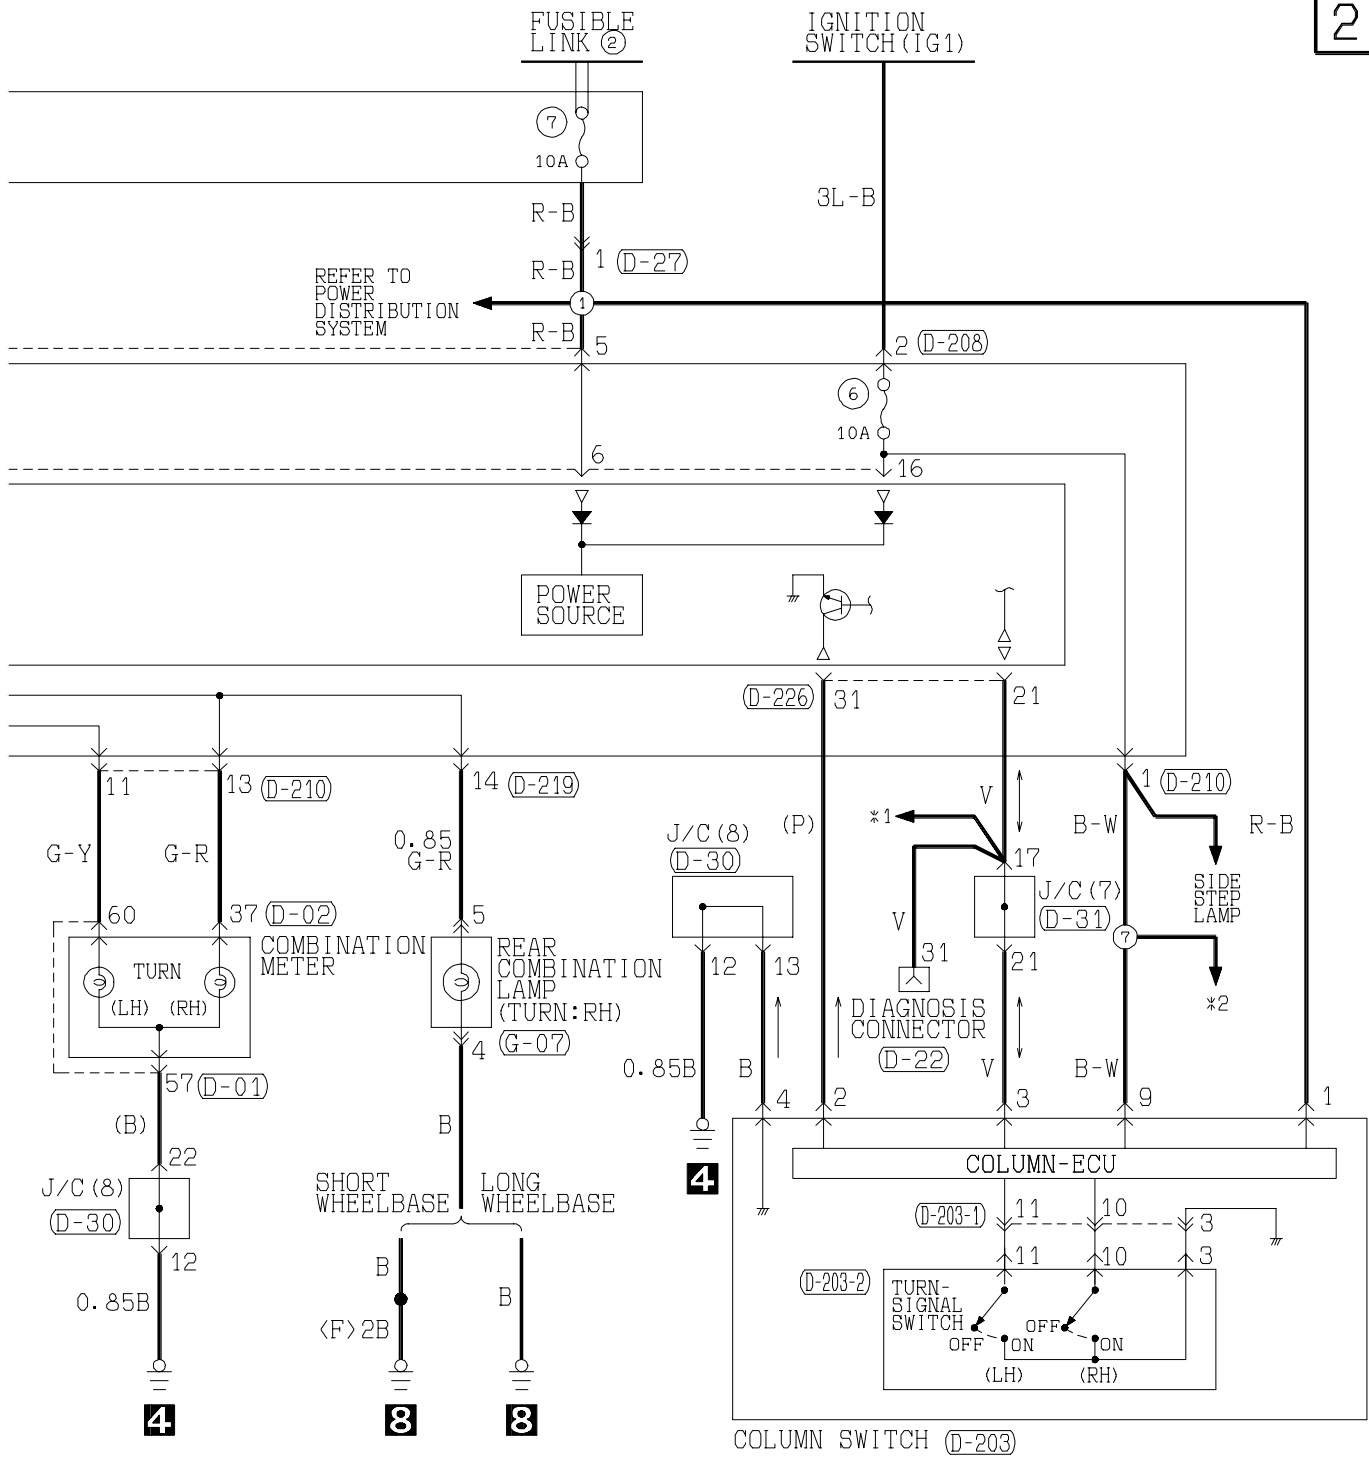 2
FUSIBLE
LINK ②
IGNITION
SWITCH(IG1)
7
10A
R-B
3L-B
1 (D-27)
R-B
REFER TO
POWER
DISTRIBUTION
SYSTEM
1
R-B
5
2 (D-208)
6
10A
6
16
POWER
SOURCE
(D-226) 31
21
11
13 (D-210)
14 (D-219)
1 (D-210)
V
*1
(P)
B-W
R-B
0.85
G-R
J/C(8)
(D-30)
G-Y
G-R
17
SIDE
STEP
LAMP
J/C(7)
(D-31)
60
37 (D-02)
5
V
7
COMBINATION
METER
REAR
COMBINATION
LAMP
(TURN:RH)
(G-07)
TURN
(LH) (RH)
12
13
31
21
*2
DIAGNOSIS
CONNECTOR
(D-22)
4
57 (D-01)
0.85B
B
V
B-W
4
2
3
9
1
(B)
B
22
COLUMN-ECU
4
J/C(8)
(D-30)
SHORT
WHEELBASE
LONG
WHEELBASE
(D-203-1)
11
10
3
12
B
B
11
10
3
(D-203-2)
0.85B
<F>2B
TURN-
SIGNAL
SWITCH
OFF
ON
OFF
ON
(LH)
(RH)
4
8
8
COLUMN SWITCH (D-203)